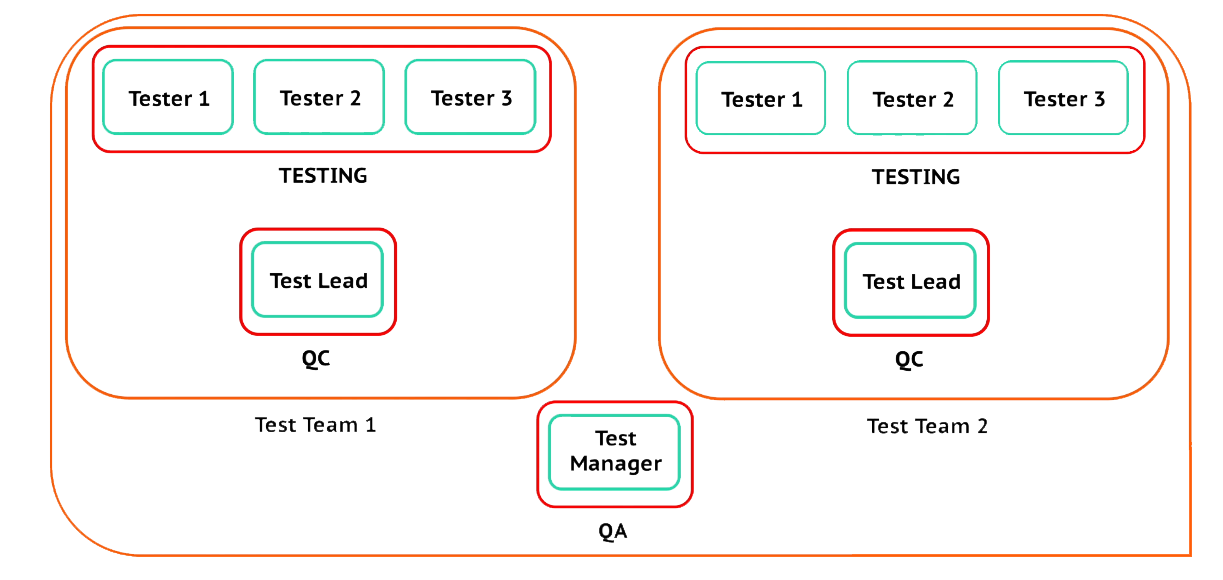 Tester 1
Tester 2
Tester 3
TESTING
Test Lead
QC
Test Team 1
Tester 1
Tester 2
Tester 3
TESTING
Test Lead
QC
Test Team 2
Test
Manager
QA